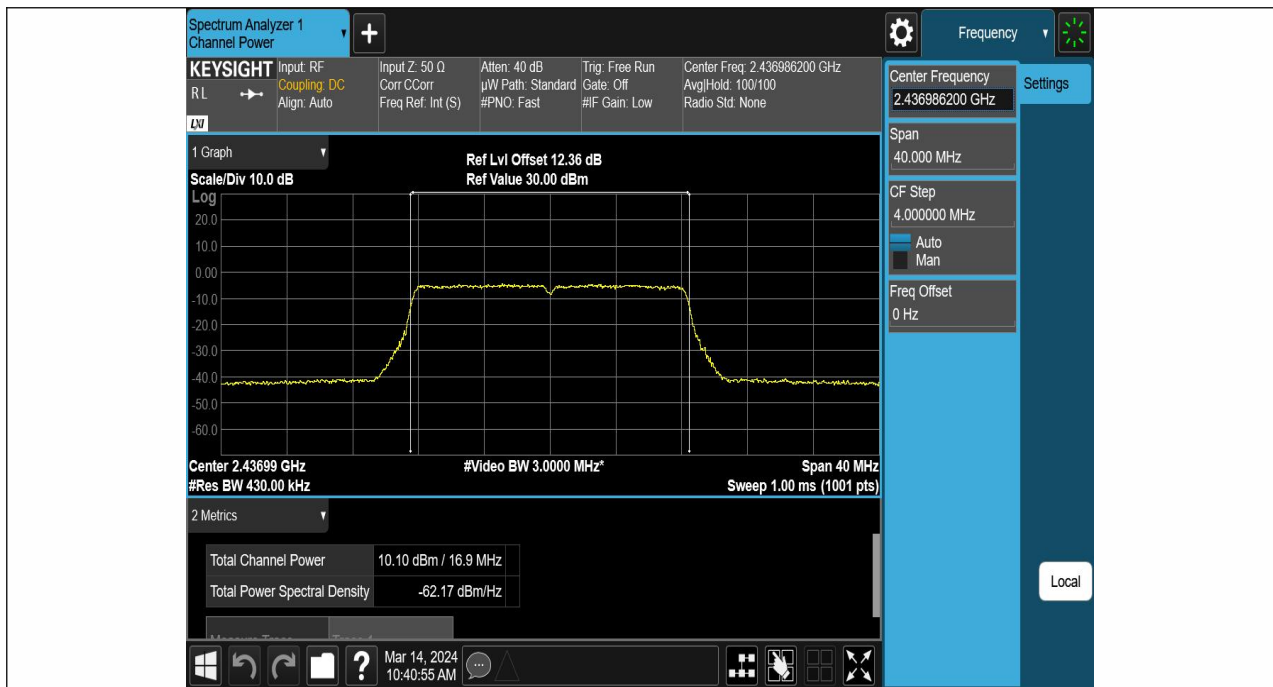 Spectrum Analyzer 1
Channel Power
+
Frequency
KEYSIGHT
R L
LXI
Input: RF
Coupling: DC
Align: Auto
Input Z: 50 Ω
Corr CCorr
Freq Ref: Int (S)
Atten: 40 dB
µW Path: Standard
#PNO: Fast
Trig: Free Run
Gate: Off
#IF Gain: Low
Center Freq: 2.436986200 GHz
Avg|Hold: 100/100
Radio Std: None
Center Frequency
2.436986200 GHz
Settings
Span
40.000 MHz
CF Step
4.000000 MHz
Auto
Man
Freq Offset
0 Hz
1 Graph
Scale/Div 10.0 dB
Ref Lvl Offset 12.36 dB
Ref Value 30.00 dBm
Log
20.0
10.0
0.00
-10.0
-20.0
-30.0
-40.0
-50.0
-60.0
Center 2.43699 GHz
#Res BW 430.00 kHz
#Video BW 3.0000 MHz*
Span 40 MHz
Sweep 1.00 ms (1001 pts)
2 Metrics
Total Channel Power 10.10 dBm / 16.9 MHz
Total Power Spectral Density -62.17 dBm/Hz
Local
?
Mar 14, 2024
10:40:55 AM